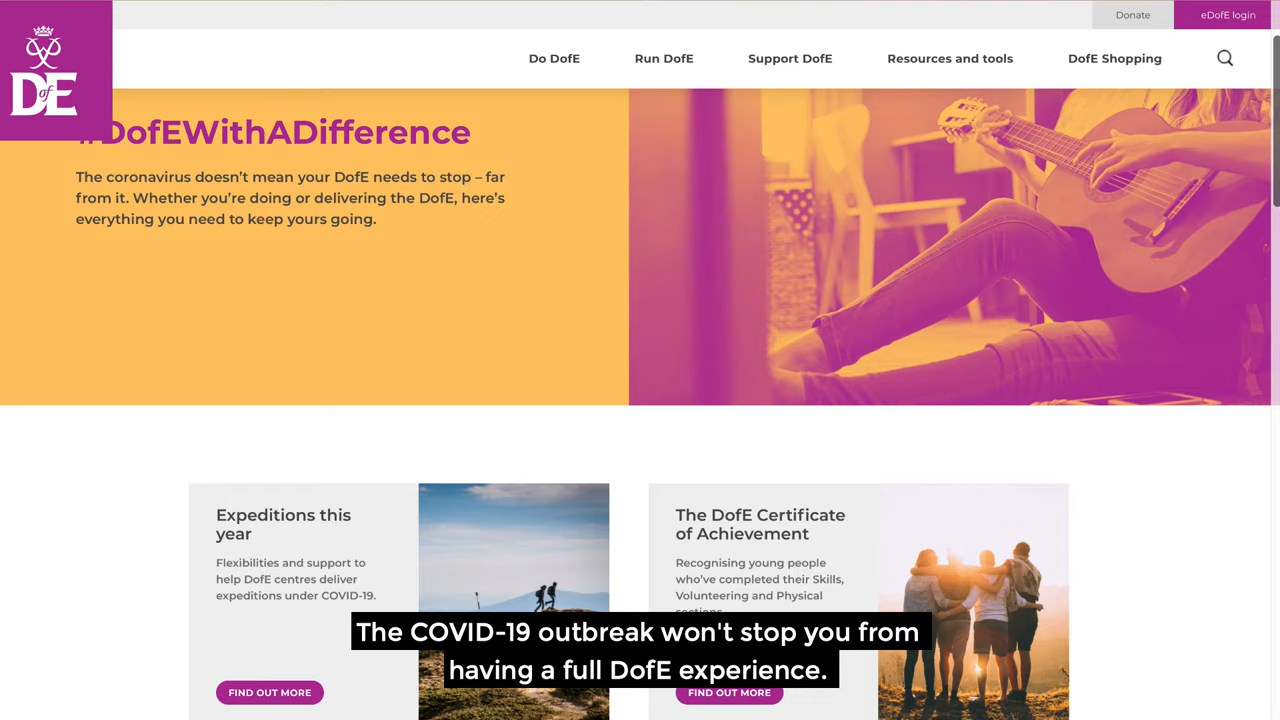 Donate
eDofE login
DofE
Do DofE
Run DofE
Support DofE
Resources and tools
DofE Shopping
#DofEWithADifference
The coronavirus doesn’t mean your DofE needs to stop – far
from it. Whether you’re doing or delivering the DofE, here’s
everything you need to keep yours going.
Expeditions this
year
Flexibilities and support to
help DofE centres deliver
expeditions under COVID-19.
FIND OUT MORE
The DofE Certificate
of Achievement
Recognising young people
who’ve completed their Skills,
Volunteering and Physical
sections.
FIND OUT MORE
The COVID-19 outbreak won't stop you from
having a full DofE experience.